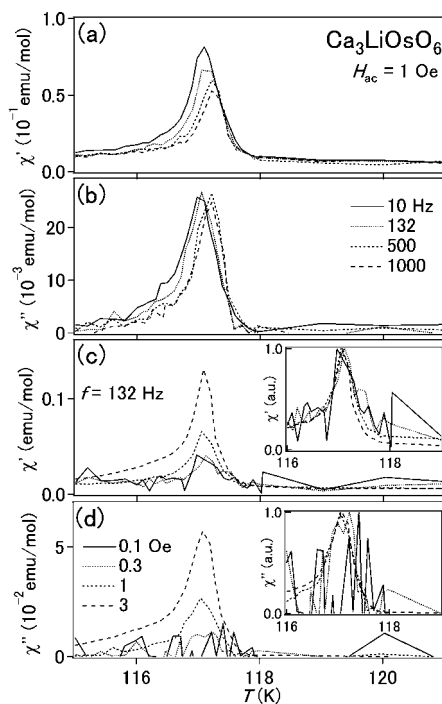 (a)
Ca3LiOsO6
Hac = 1 Oe
1.0
0.5
0.0
χ' (10-1 emu/mol)
(b)
10 Hz
132
500
1000
20
10
0
χ'' (10-3 emu/mol)
(c)
f = 132 Hz
0.1
0.0
χ' (emu/mol)
1.0
0.0
χ' (a.u.)
116
118
(d)
0.1 Oe
0.3
1
3
5
0
χ'' (10-2 emu/mol)
1.0
0.0
χ'' (a.u.)
116
118
116
118
120
T (K)